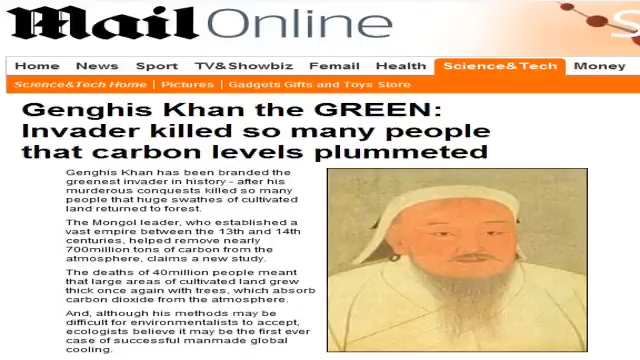 Mail Online
Home News Sport TV&Showbiz Femail Health Science&Tech Money
Science&Tech Home | Pictures | Gadgets Gifts and Toys Store
Genghis Khan the GREEN:
Invader killed so many people
that carbon levels plummeted
Genghis Khan has been branded the
greenest invader in history - after his
murderous conquests killed so many
people that huge swathes of cultivated
land returned to forest.
The Mongol leader, who established a
vast empire between the 13th and 14th
centuries, helped remove nearly
700million tons of carbon from the
atmosphere, claims a new study.
The deaths of 40million people meant
that large areas of cultivated land grew
thick once again with trees, which absorb
carbon dioxide from the atmosphere.
And, although his methods may be
difficult for environmentalists to accept,
ecologists believe it may be the first ever
case of successful manmade global
cooling.